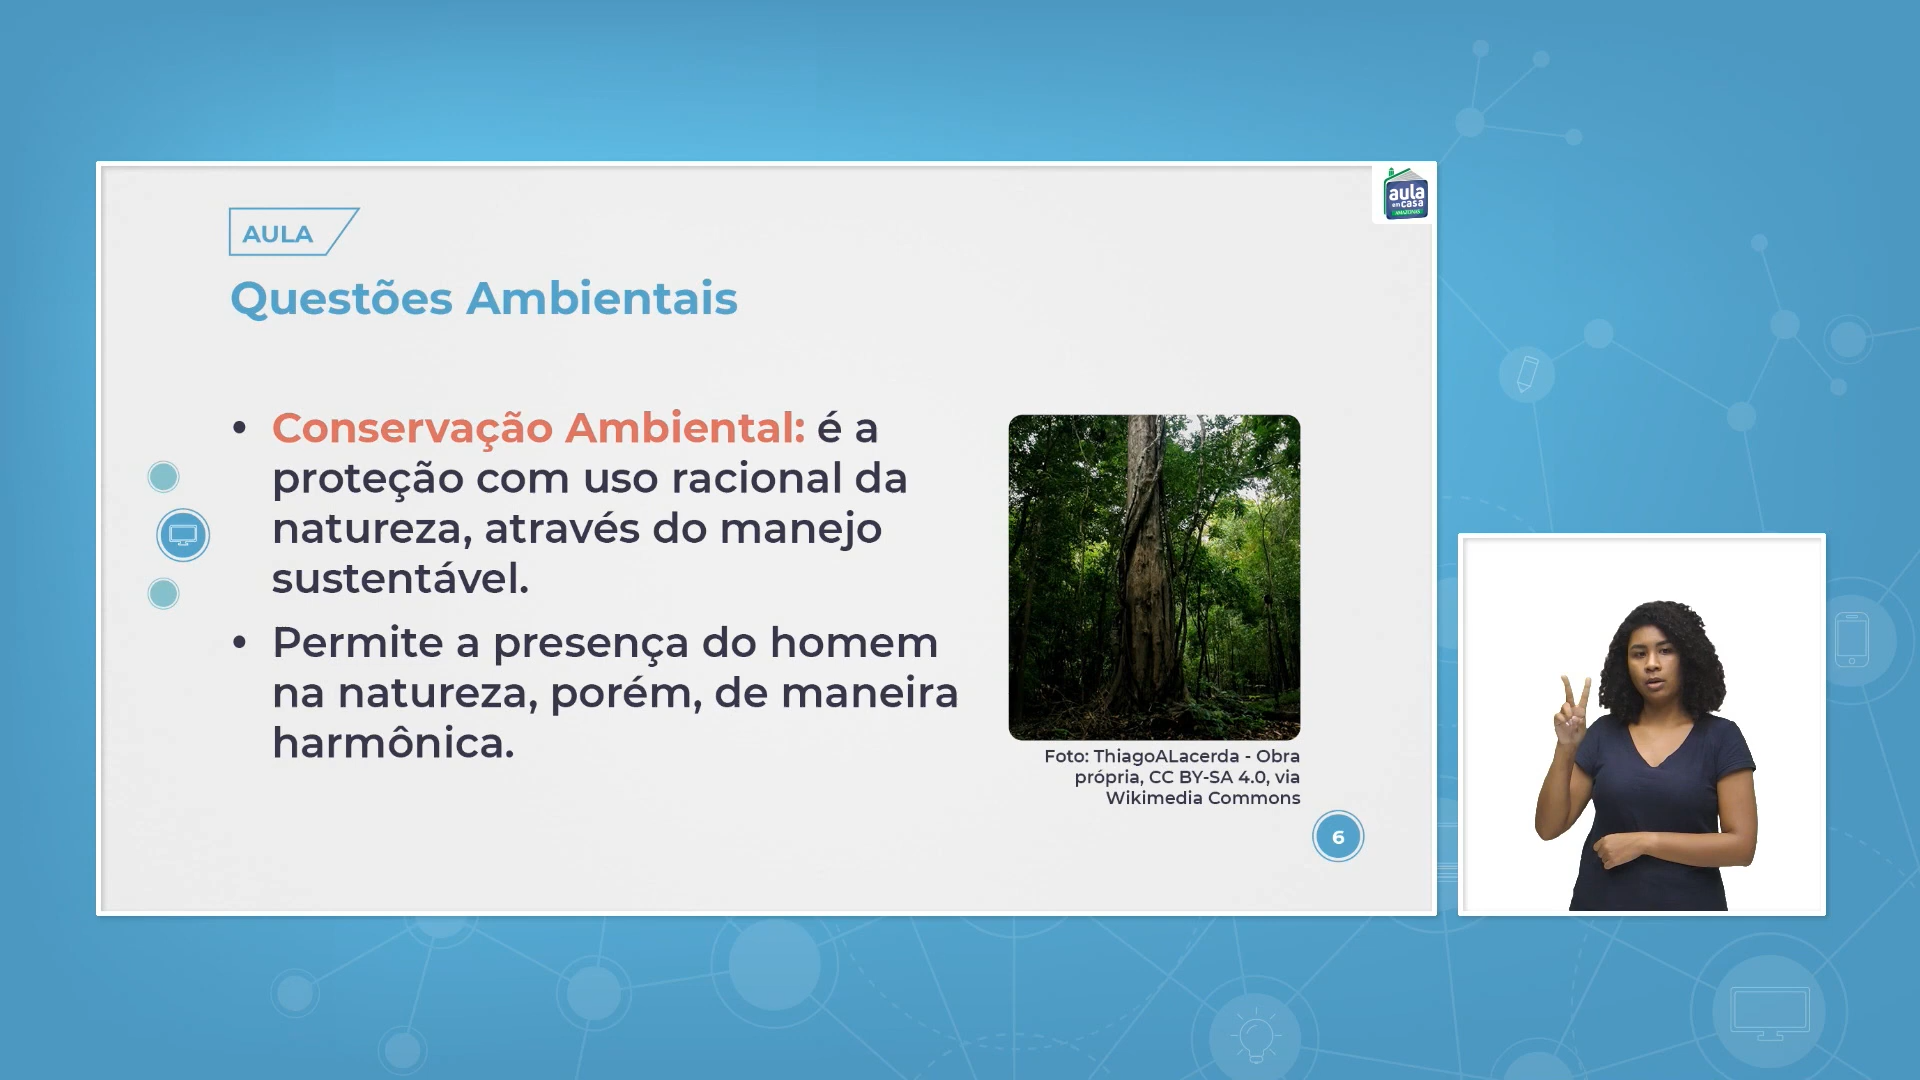 aula
em casa
AMAZONAS
AULA
Questões Ambientais
• Conservação Ambiental: é a
proteção com uso racional da
natureza, através do manejo
sustentável.
• Permite a presença do homem
na natureza, porém, de maneira
harmônica.
Foto: ThiagoALacerda - Obra
própria, CC BY-SA 4.0, via
Wikimedia Commons
6